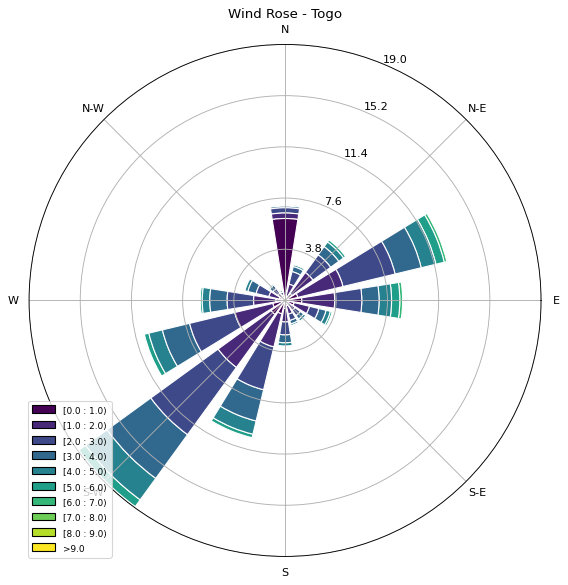 Wind Rose - Togo
N
N-W
N-E
W
E
S-W
S-E
S
19.0
15.2
11.4
7.6
3.8
[0.0 : 1.0)
[1.0 : 2.0)
[2.0 : 3.0)
[3.0 : 4.0)
[4.0 : 5.0)
[5.0 : 6.0)
[6.0 : 7.0)
[7.0 : 8.0)
[8.0 : 9.0)
>9.0